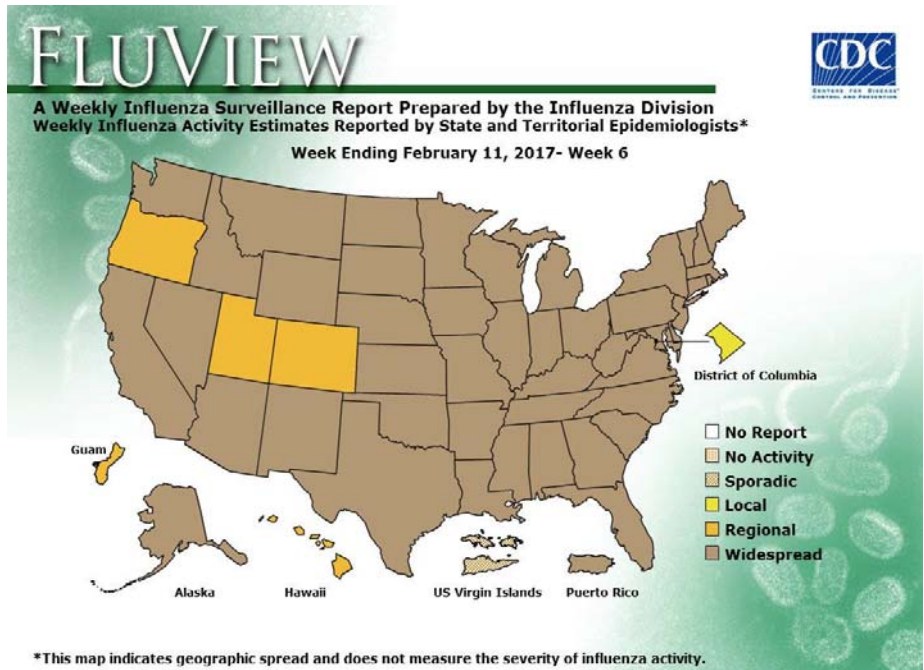 FLUVIEW
CDC
CENTERS FOR DISEASE
CONTROL AND PREVENTION
A Weekly Influenza Surveillance Report Prepared by the Influenza Division
Weekly Influenza Activity Estimates Reported by State and Territorial Epidemiologists*
Week Ending February 11, 2017- Week 6
District of Columbia
No Report
No Activity
Sporadic
Local
Regional
Widespread
Guam
Alaska
Hawaii
US Virgin Islands
Puerto Rico
*This map indicates geographic spread and does not measure the severity of influenza activity.